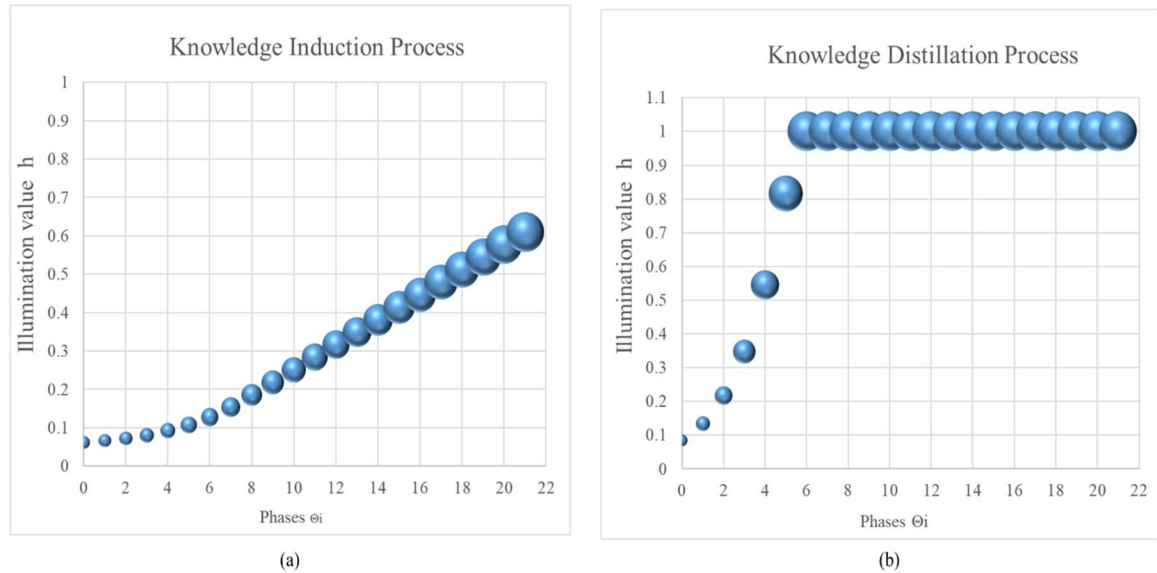 Knowledge Induction Process
1
0.9
0.8
0.7
0.6
0.5
0.4
0.3
0.2
0.1
0
Illumination value h
0 2 4 6 8 10 12 14 16 18 20 22
Phases Θi
(a)
Knowledge Distillation Process
1.1
1
0.9
0.8
0.7
0.6
0.5
0.4
0.3
0.2
0.1
0
Illumination value h
0 2 4 6 8 10 12 14 16 18 20 22
Phases Θi
(b)